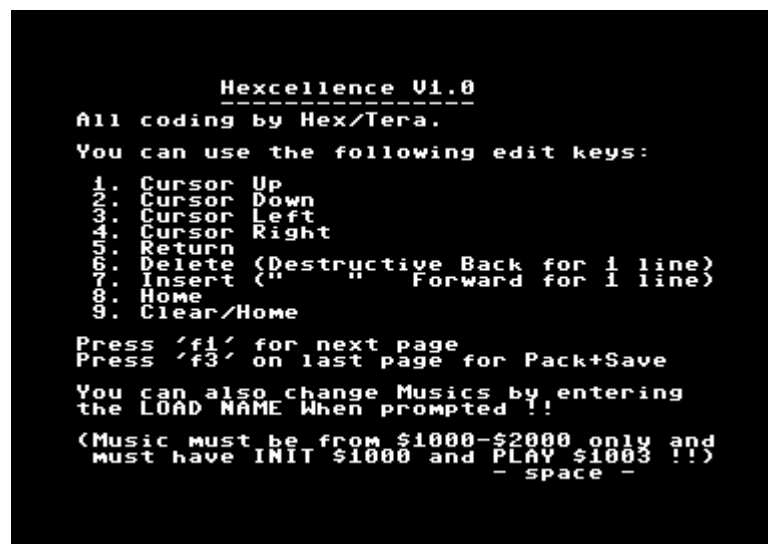 Hexcellence V1.0
----------------
All coding by Hex/Tera.
You can use the following edit keys:
1. Cursor Up
2. Cursor Down
3. Cursor Left
4. Cursor Right
5. Return
6. Delete (Destructive Back for 1 line)
7. Insert ("     "   Forward for 1 line)
8. Home
9. Clear/Home
Press 'f1' for next page
Press 'f3' on last page for Pack+Save
You can also change Musics by entering
the LOAD NAME When prompted !!
(Music must be from $1000-$2000 only and
must have INIT $1000 and PLAY $1003 !!)
- space -